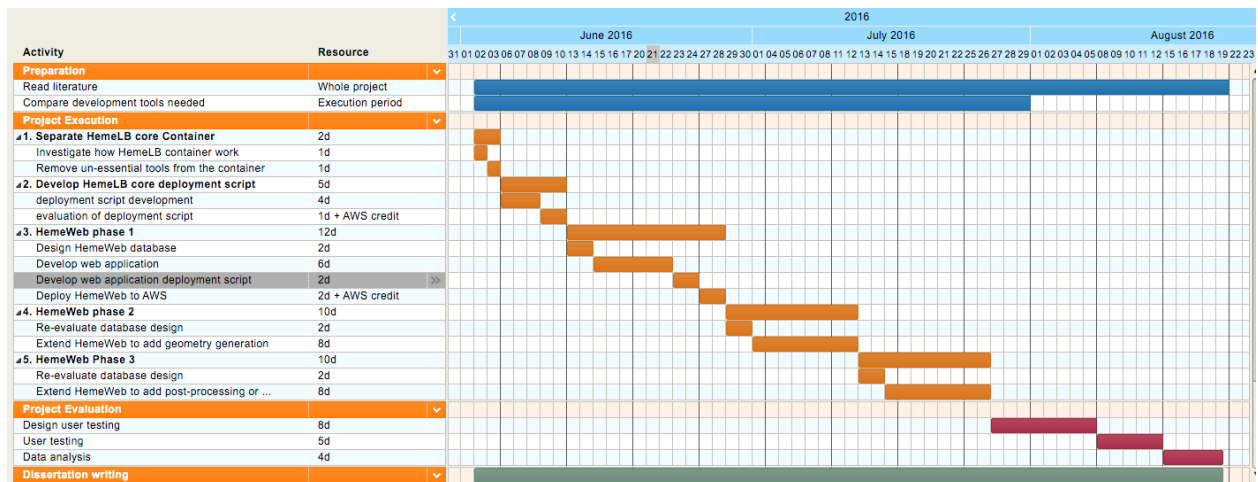 2016
June 2016 July 2016 August 2016
Activity Resource 31 01 02 03 06 07 08 09 10 13 14 15 16 17 20 21 22 23 24 27 28 29 30 01 04 05 06 07 08 11 12 13 14 15 18 19 20 21 22 25 26 27 28 29 01 02 03 04 05 08 09 10 11 12 15 16 17 18 19 22 23
Preparation
Read literature Whole project
Compare development tools needed Execution period
Project Execution
1. Separate HemeLB core Container 2d
Investigate how HemeLB container work 1d
Remove un-essential tools from the container 1d
2. Develop HemeLB core deployment script 5d
deployment script development 4d
evaluation of deployment script 1d + AWS credit
3. HemeWeb phase 1 12d
Design HemeWeb database 2d
Develop web application 6d
Develop web application deployment script 2d
Deploy HemeWeb to AWS 2d + AWS credit
4. HemeWeb phase 2 10d
Re-evaluate database design 2d
Extend HemeWeb to add geometry generation 8d
5. HemeWeb Phase 3 10d
Re-evaluate database design 2d
Extend HemeWeb to add post-processing or ... 8d
Project Evaluation
Design user testing 8d
User testing 5d
Data analysis 4d
Dissertation writing